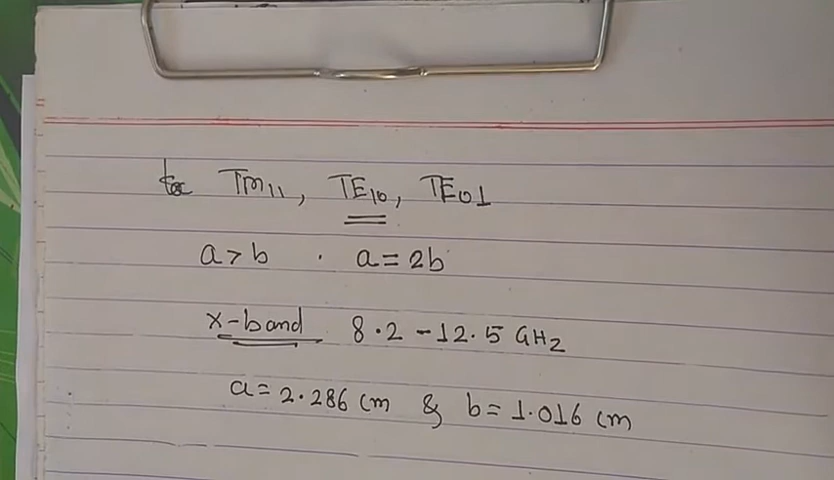 for TM11, TE10, TE01
a > b . a = 2b
X-band 8.2 - 12.5 GHz
a = 2.286 cm & b = 1.016 cm